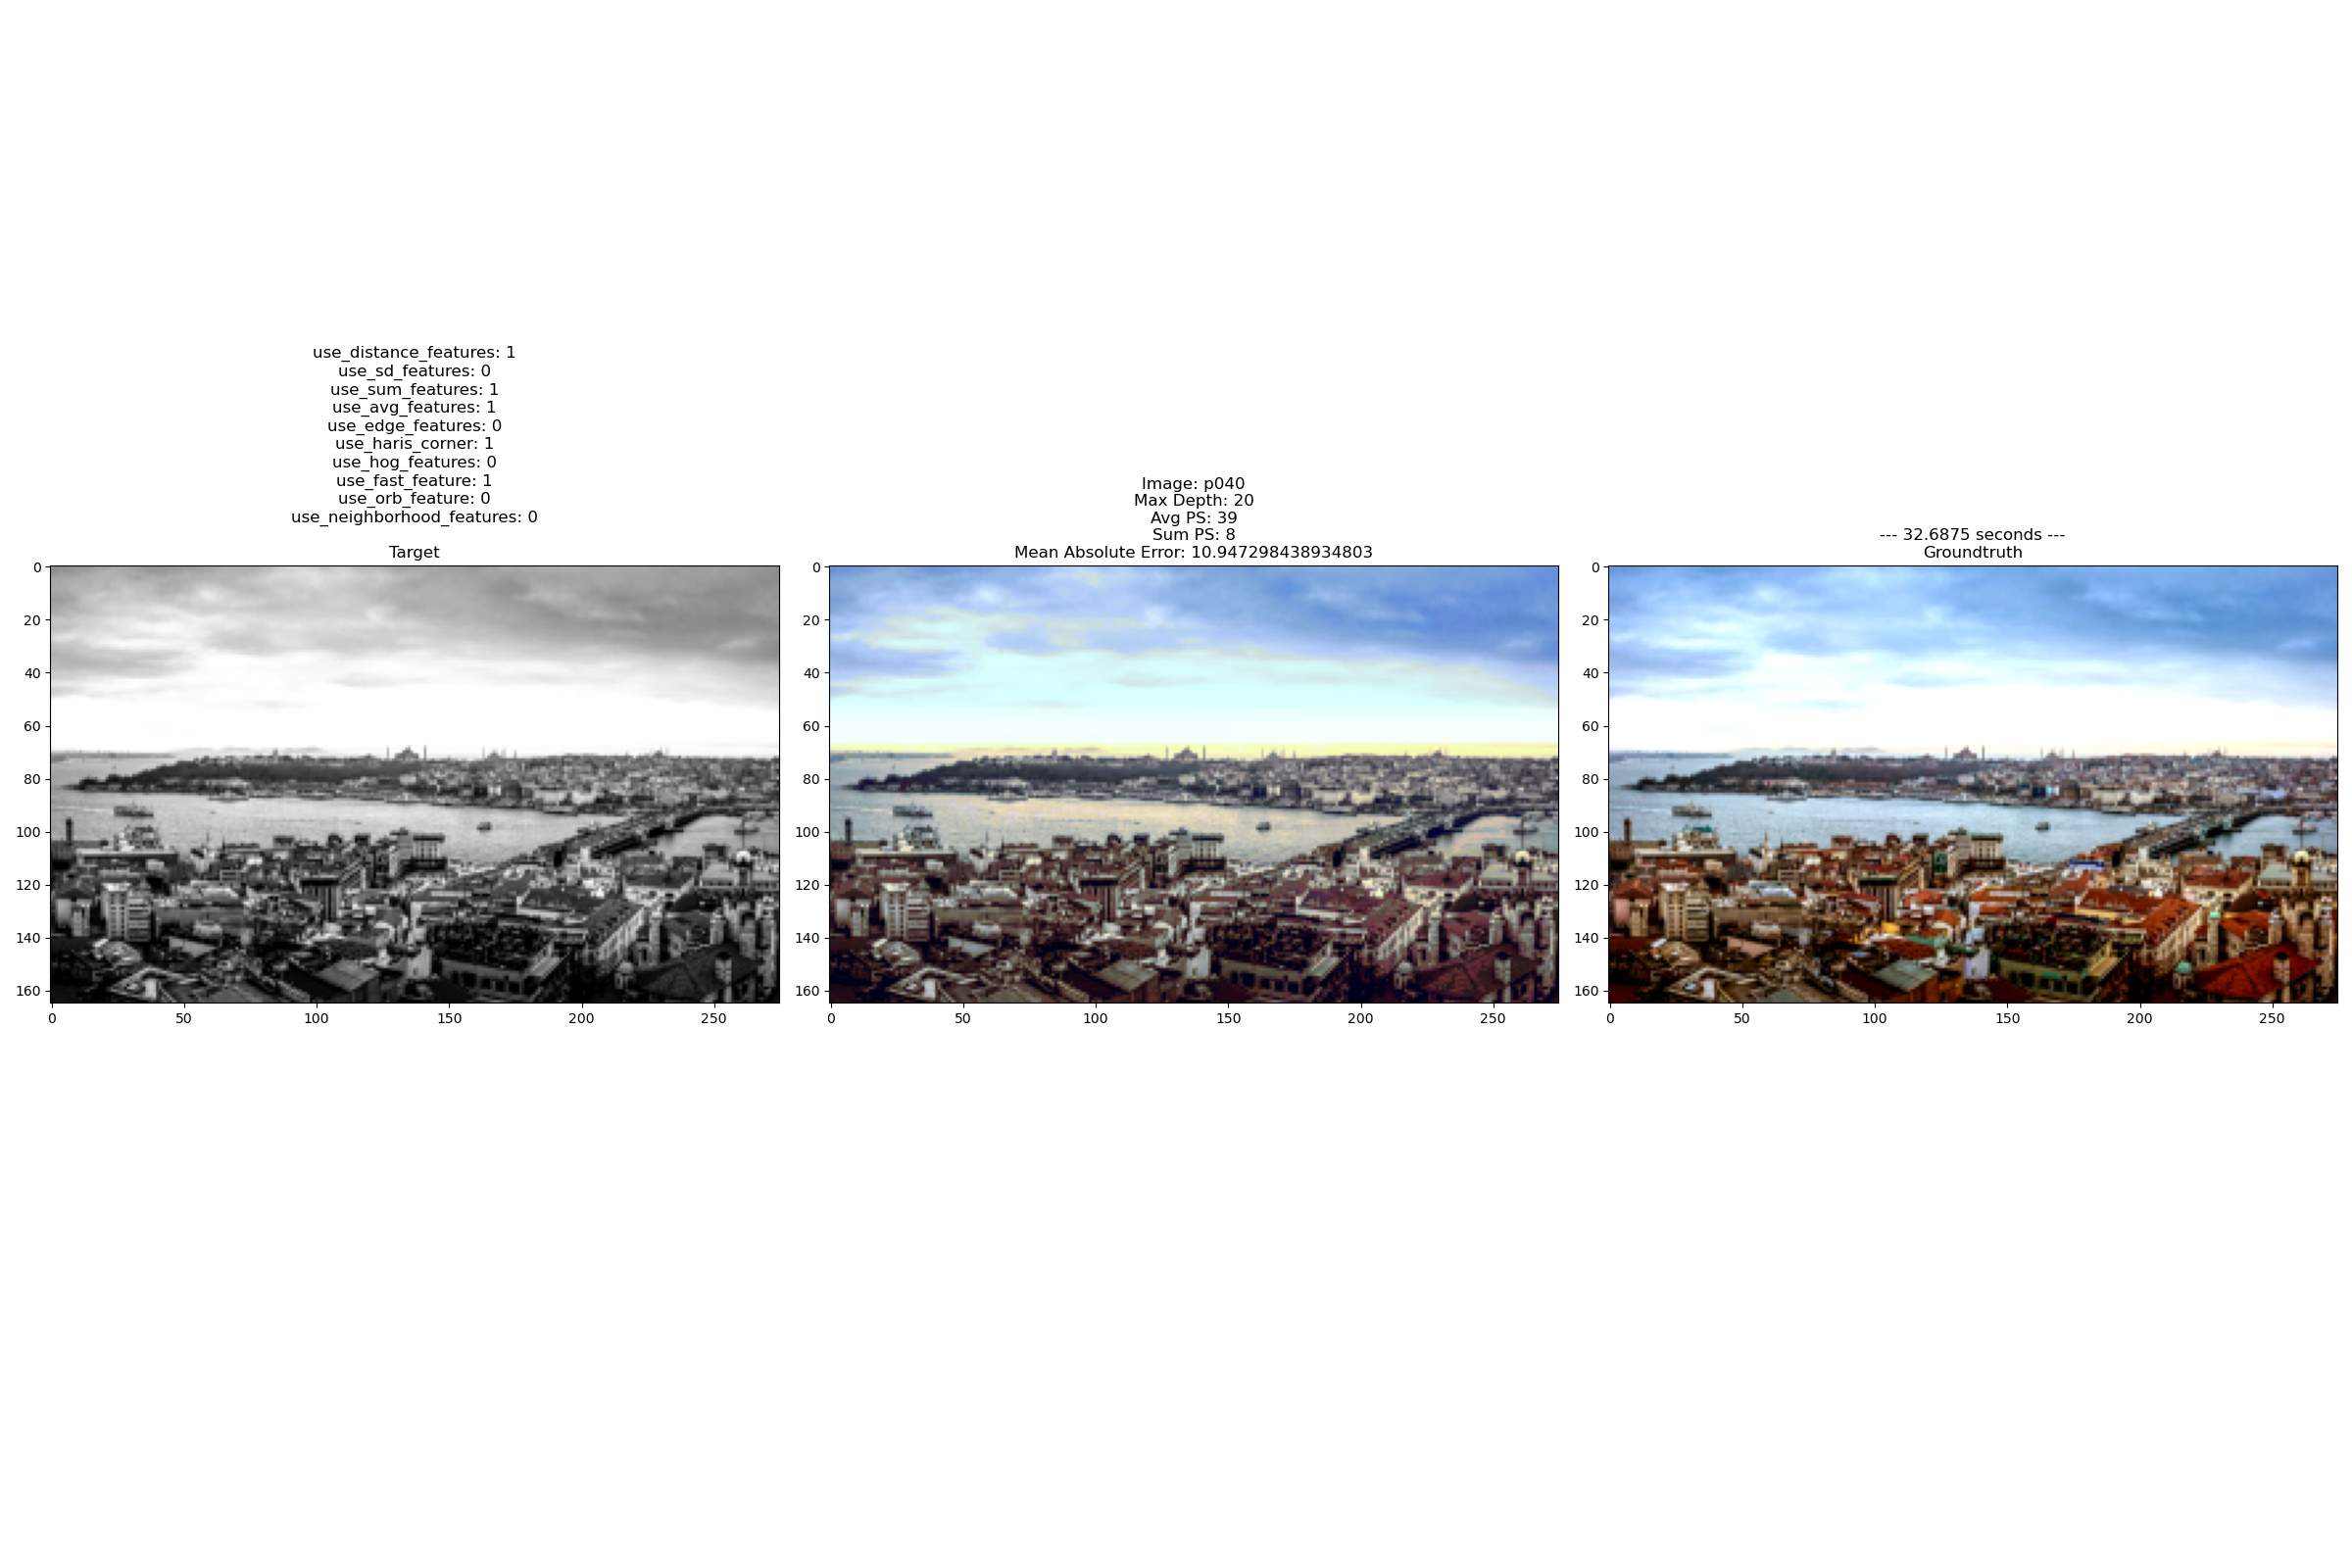 use_distance_features: 1
use_sd_features: 0
use_sum_features: 1
use_avg_features: 1
use_edge_features: 0
use_haris_corner: 1
use_hog_features: 0
use_fast_feature: 1
use_orb_feature: 0
use_neighborhood_features: 0
Target
0
20
40
60
80
100
120
140
160
0 50 100 150 200 250
Image: p040
Max Depth: 20
Avg PS: 39
Sum PS: 8
Mean Absolute Error: 10.947298438934803
0
20
40
60
80
100
120
140
160
0 50 100 150 200 250
--- 32.6875 seconds ---
Groundtruth
0
20
40
60
80
100
120
140
160
0 50 100 150 200 250